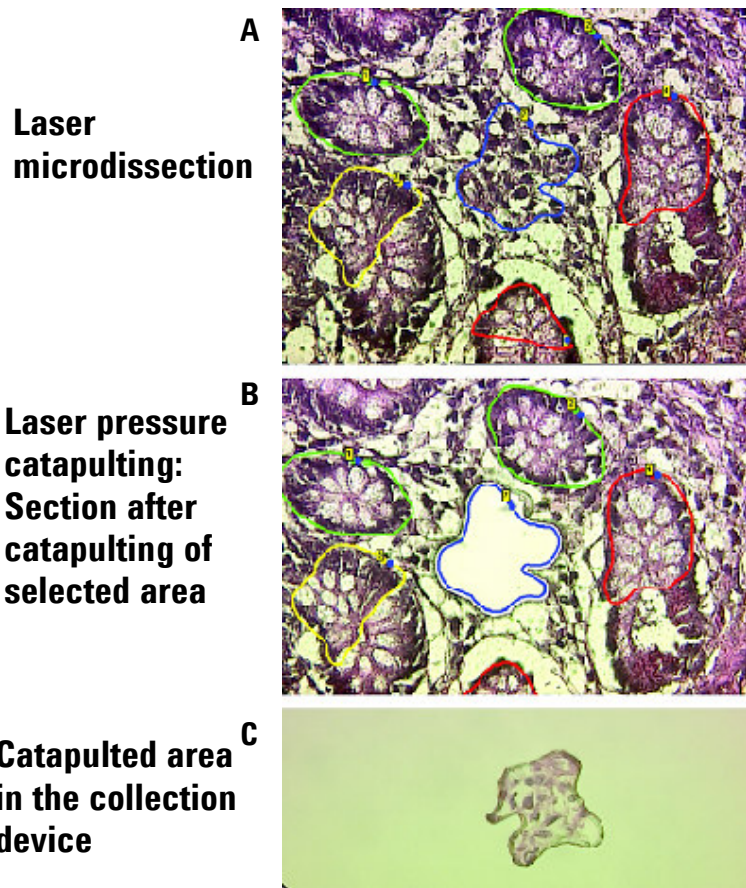 A
Laser
microdissection
B
Laser pressure
catapulting:
Section after
catapulting of
selected area
C
Catapulted area
in the collection
device